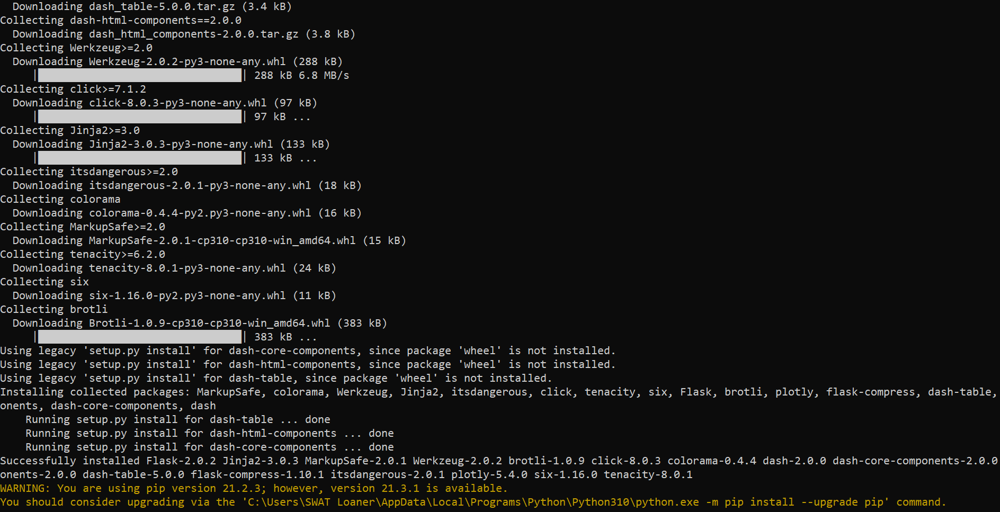 Downloading dash_table-5.0.0.tar.gz (3.4 kB)
Collecting dash-html-components==2.0.0
Downloading dash_html_components-2.0.0.tar.gz (3.8 kB)
Collecting Werkzeug>=2.0
Downloading Werkzeug-2.0.2-py3-none-any.whl (288 kB)
|████████████████████████████████| 288 kB 6.8 MB/s
Collecting click>=7.1.2
Downloading click-8.0.3-py3-none-any.whl (97 kB)
|████████████████████████████████| 97 kB ...
Collecting Jinja2>=3.0
Downloading Jinja2-3.0.3-py3-none-any.whl (133 kB)
|████████████████████████████████| 133 kB ...
Collecting itsdangerous>=2.0
Downloading itsdangerous-2.0.1-py3-none-any.whl (18 kB)
Collecting colorama
Downloading colorama-0.4.4-py2.py3-none-any.whl (16 kB)
Collecting MarkupSafe>=2.0
Downloading MarkupSafe-2.0.1-cp310-cp310-win_amd64.whl (15 kB)
Collecting tenacity>=6.2.0
Downloading tenacity-8.0.1-py3-none-any.whl (24 kB)
Collecting six
Downloading six-1.16.0-py2.py3-none-any.whl (11 kB)
Collecting brotli
Downloading Brotli-1.0.9-cp310-cp310-win_amd64.whl (383 kB)
|████████████████████████████████| 383 kB ...
Using legacy 'setup.py install' for dash-core-components, since package 'wheel' is not installed.
Using legacy 'setup.py install' for dash-html-components, since package 'wheel' is not installed.
Using legacy 'setup.py install' for dash-table, since package 'wheel' is not installed.
Installing collected packages: MarkupSafe, colorama, Werkzeug, Jinja2, itsdangerous, click, tenacity, six, Flask, brotli, plotly, flask-compress, dash-table,
onents, dash-core-components, dash
Running setup.py install for dash-table ... done
Running setup.py install for dash-html-components ... done
Running setup.py install for dash-core-components ... done
Successfully installed Flask-2.0.2 Jinja2-3.0.3 MarkupSafe-2.0.1 Werkzeug-2.0.2 brotli-1.0.9 click-8.0.3 colorama-0.4.4 dash-2.0.0 dash-core-components-2.0.0
onents-2.0.0 dash-table-5.0.0 flask-compress-1.10.1 itsdangerous-2.0.1 plotly-5.4.0 six-1.16.0 tenacity-8.0.1
WARNING: You are using pip version 21.2.3; however, version 21.3.1 is available.
You should consider upgrading via the 'C:\Users\SWAT Loaner\AppData\Local\Programs\Python\Python310\python.exe -m pip install --upgrade pip' command.